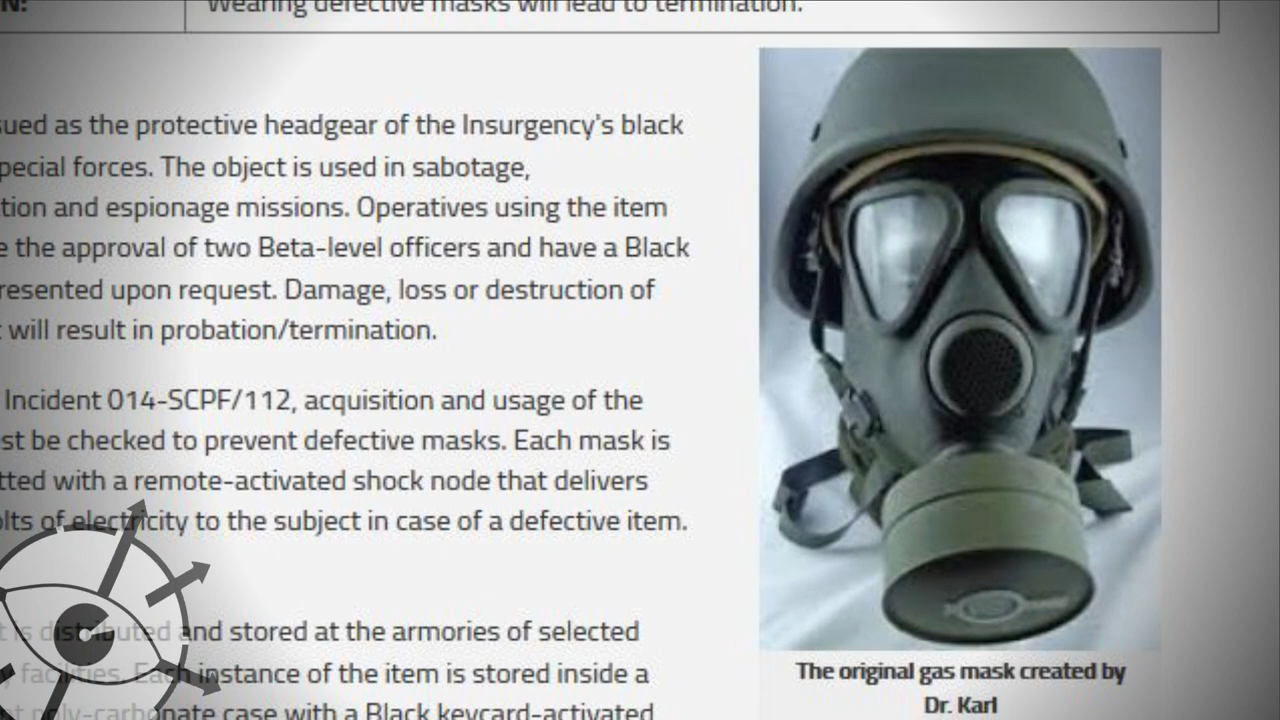 N: Wearing defective masks will lead to termination.
sued as the protective headgear of the Insurgency's black
pecial forces. The object is used in sabotage,
tion and espionage missions. Operatives using the item
e the approval of two Beta-level officers and have a Black
resented upon request. Damage, loss or destruction of
t will result in probation/termination.
Incident 014-SCPF/112, acquisition and usage of the
st be checked to prevent defective masks. Each mask is
tted with a remote-activated shock node that delivers
olts of electricity to the subject in case of a defective item.
t is distributed and stored at the armories of selected
y facilities. Each instance of the item is stored inside a
nt poly-carbonate case with a Black keycard-activated
The original gas mask created by
Dr. Karl